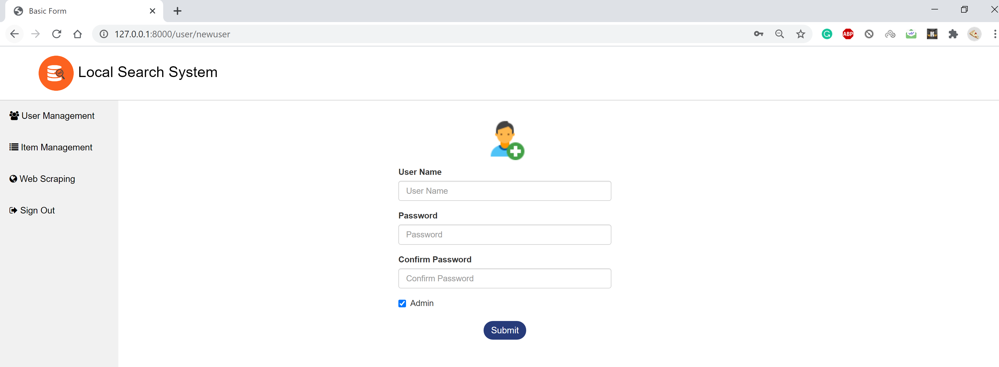 Basic Form
127.0.0.1:8000/user/newuser
ABP
Local Search System
User Management
Item Management
Web Scraping
Sign Out
User Name
User Name
Password
Password
Confirm Password
Confirm Password
Admin
Submit